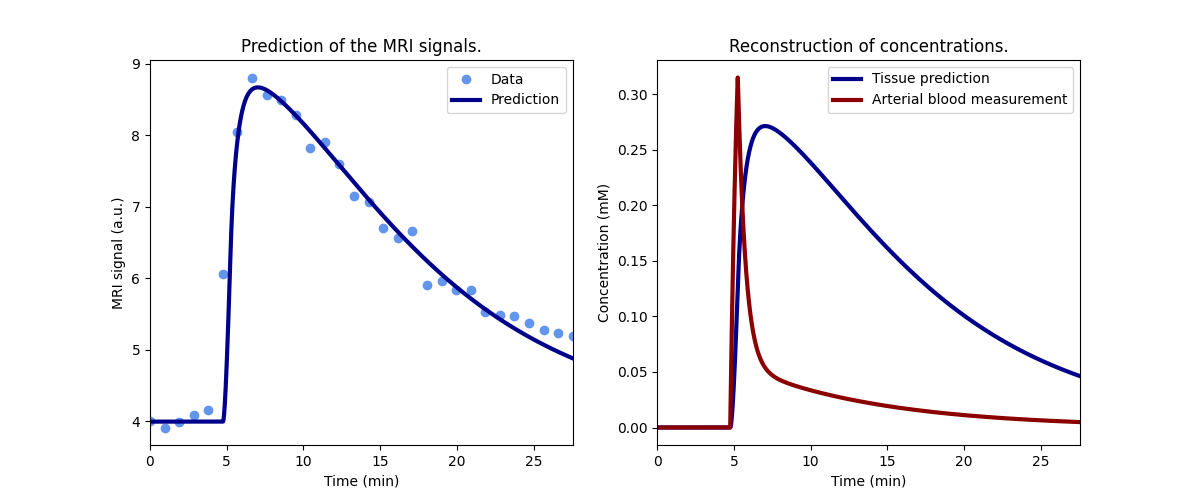 Prediction of the MRI signals.
Data
Prediction
MRI signal (a.u.)
9
8
7
6
5
4
0
5
10
15
20
25
Time (min)
Reconstruction of concentrations.
Tissue prediction
Arterial blood measurement
Concentration (mM)
0.30
0.25
0.20
0.15
0.10
0.05
0.00
0
5
10
15
20
25
Time (min)